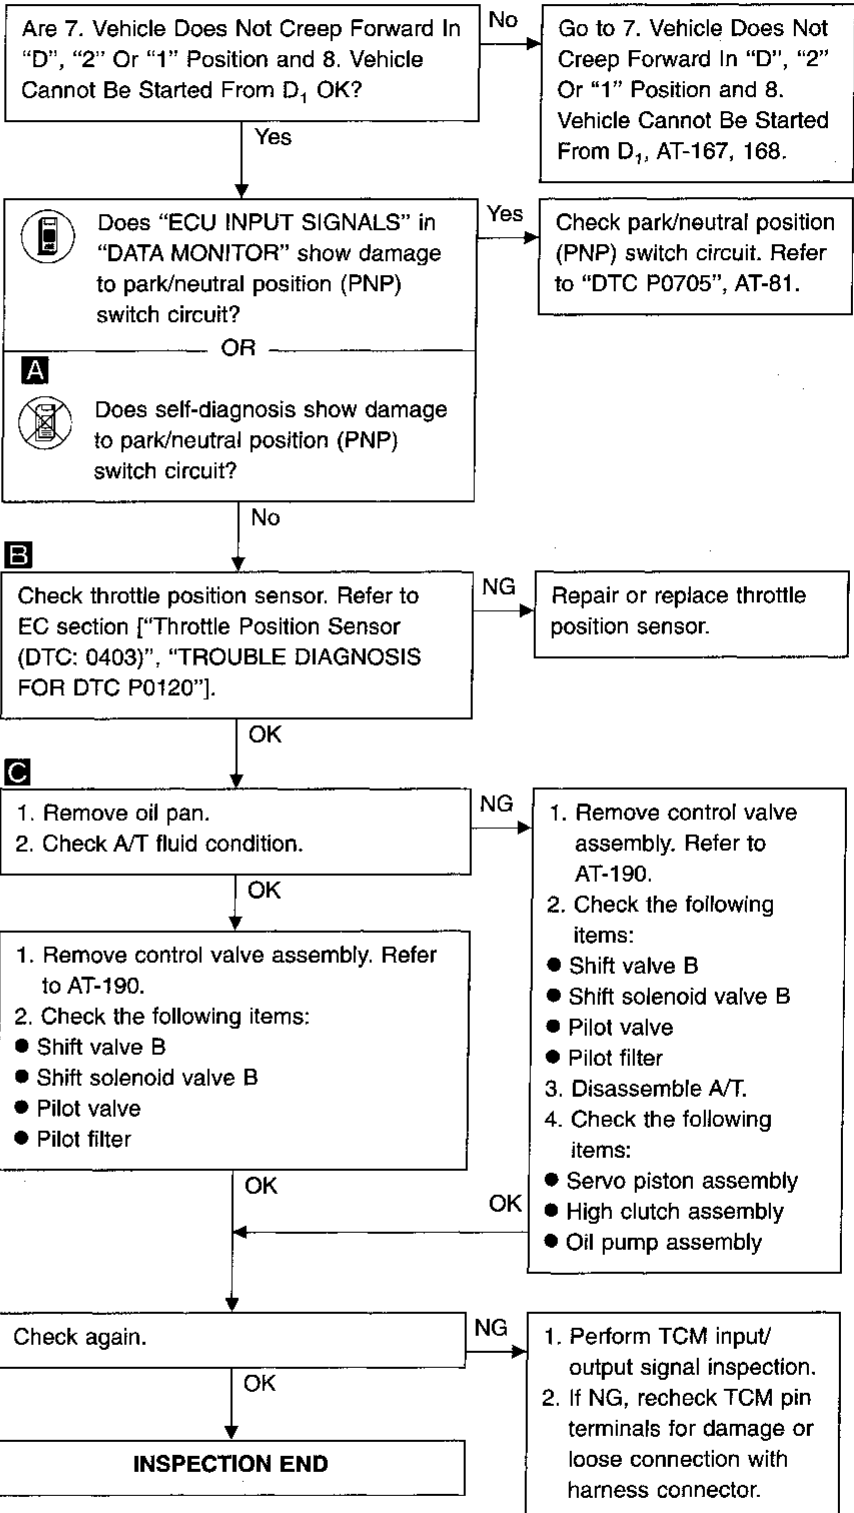 Are 7. Vehicle Does Not Creep Forward In
“D”, “2” Or “1” Position and 8. Vehicle
Cannot Be Started From D1 OK?
No
Go to 7. Vehicle Does Not
Creep Forward In “D”, “2”
Or “1” Position and 8.
Vehicle Cannot Be Started
From D1, AT-167, 168.
Yes
Does “ECU INPUT SIGNALS” in
“DATA MONITOR” show damage
to park/neutral position (PNP)
switch circuit?
Yes
Check park/neutral position
(PNP) switch circuit. Refer
to “DTC P0705”, AT-81.
OR
A
Does self-diagnosis show damage
to park/neutral position (PNP)
switch circuit?
No
B
Check throttle position sensor. Refer to
EC section [“Throttle Position Sensor
(DTC: 0403)”, “TROUBLE DIAGNOSIS
FOR DTC P0120”].
NG
Repair or replace throttle
position sensor.
OK
C
1. Remove oil pan.
2. Check A/T fluid condition.
NG
1. Remove control valve
assembly. Refer to
AT-190.
2. Check the following
items:
● Shift valve B
● Shift solenoid valve B
● Pilot valve
● Pilot filter
3. Disassemble A/T.
4. Check the following
items:
● Servo piston assembly
● High clutch assembly
● Oil pump assembly
OK
1. Remove control valve assembly. Refer
to AT-190.
2. Check the following items:
● Shift valve B
● Shift solenoid valve B
● Pilot valve
● Pilot filter
OK
OK
Check again.
NG
1. Perform TCM input/
output signal inspection.
2. If NG, recheck TCM pin
terminals for damage or
loose connection with
harness connector.
OK
INSPECTION END